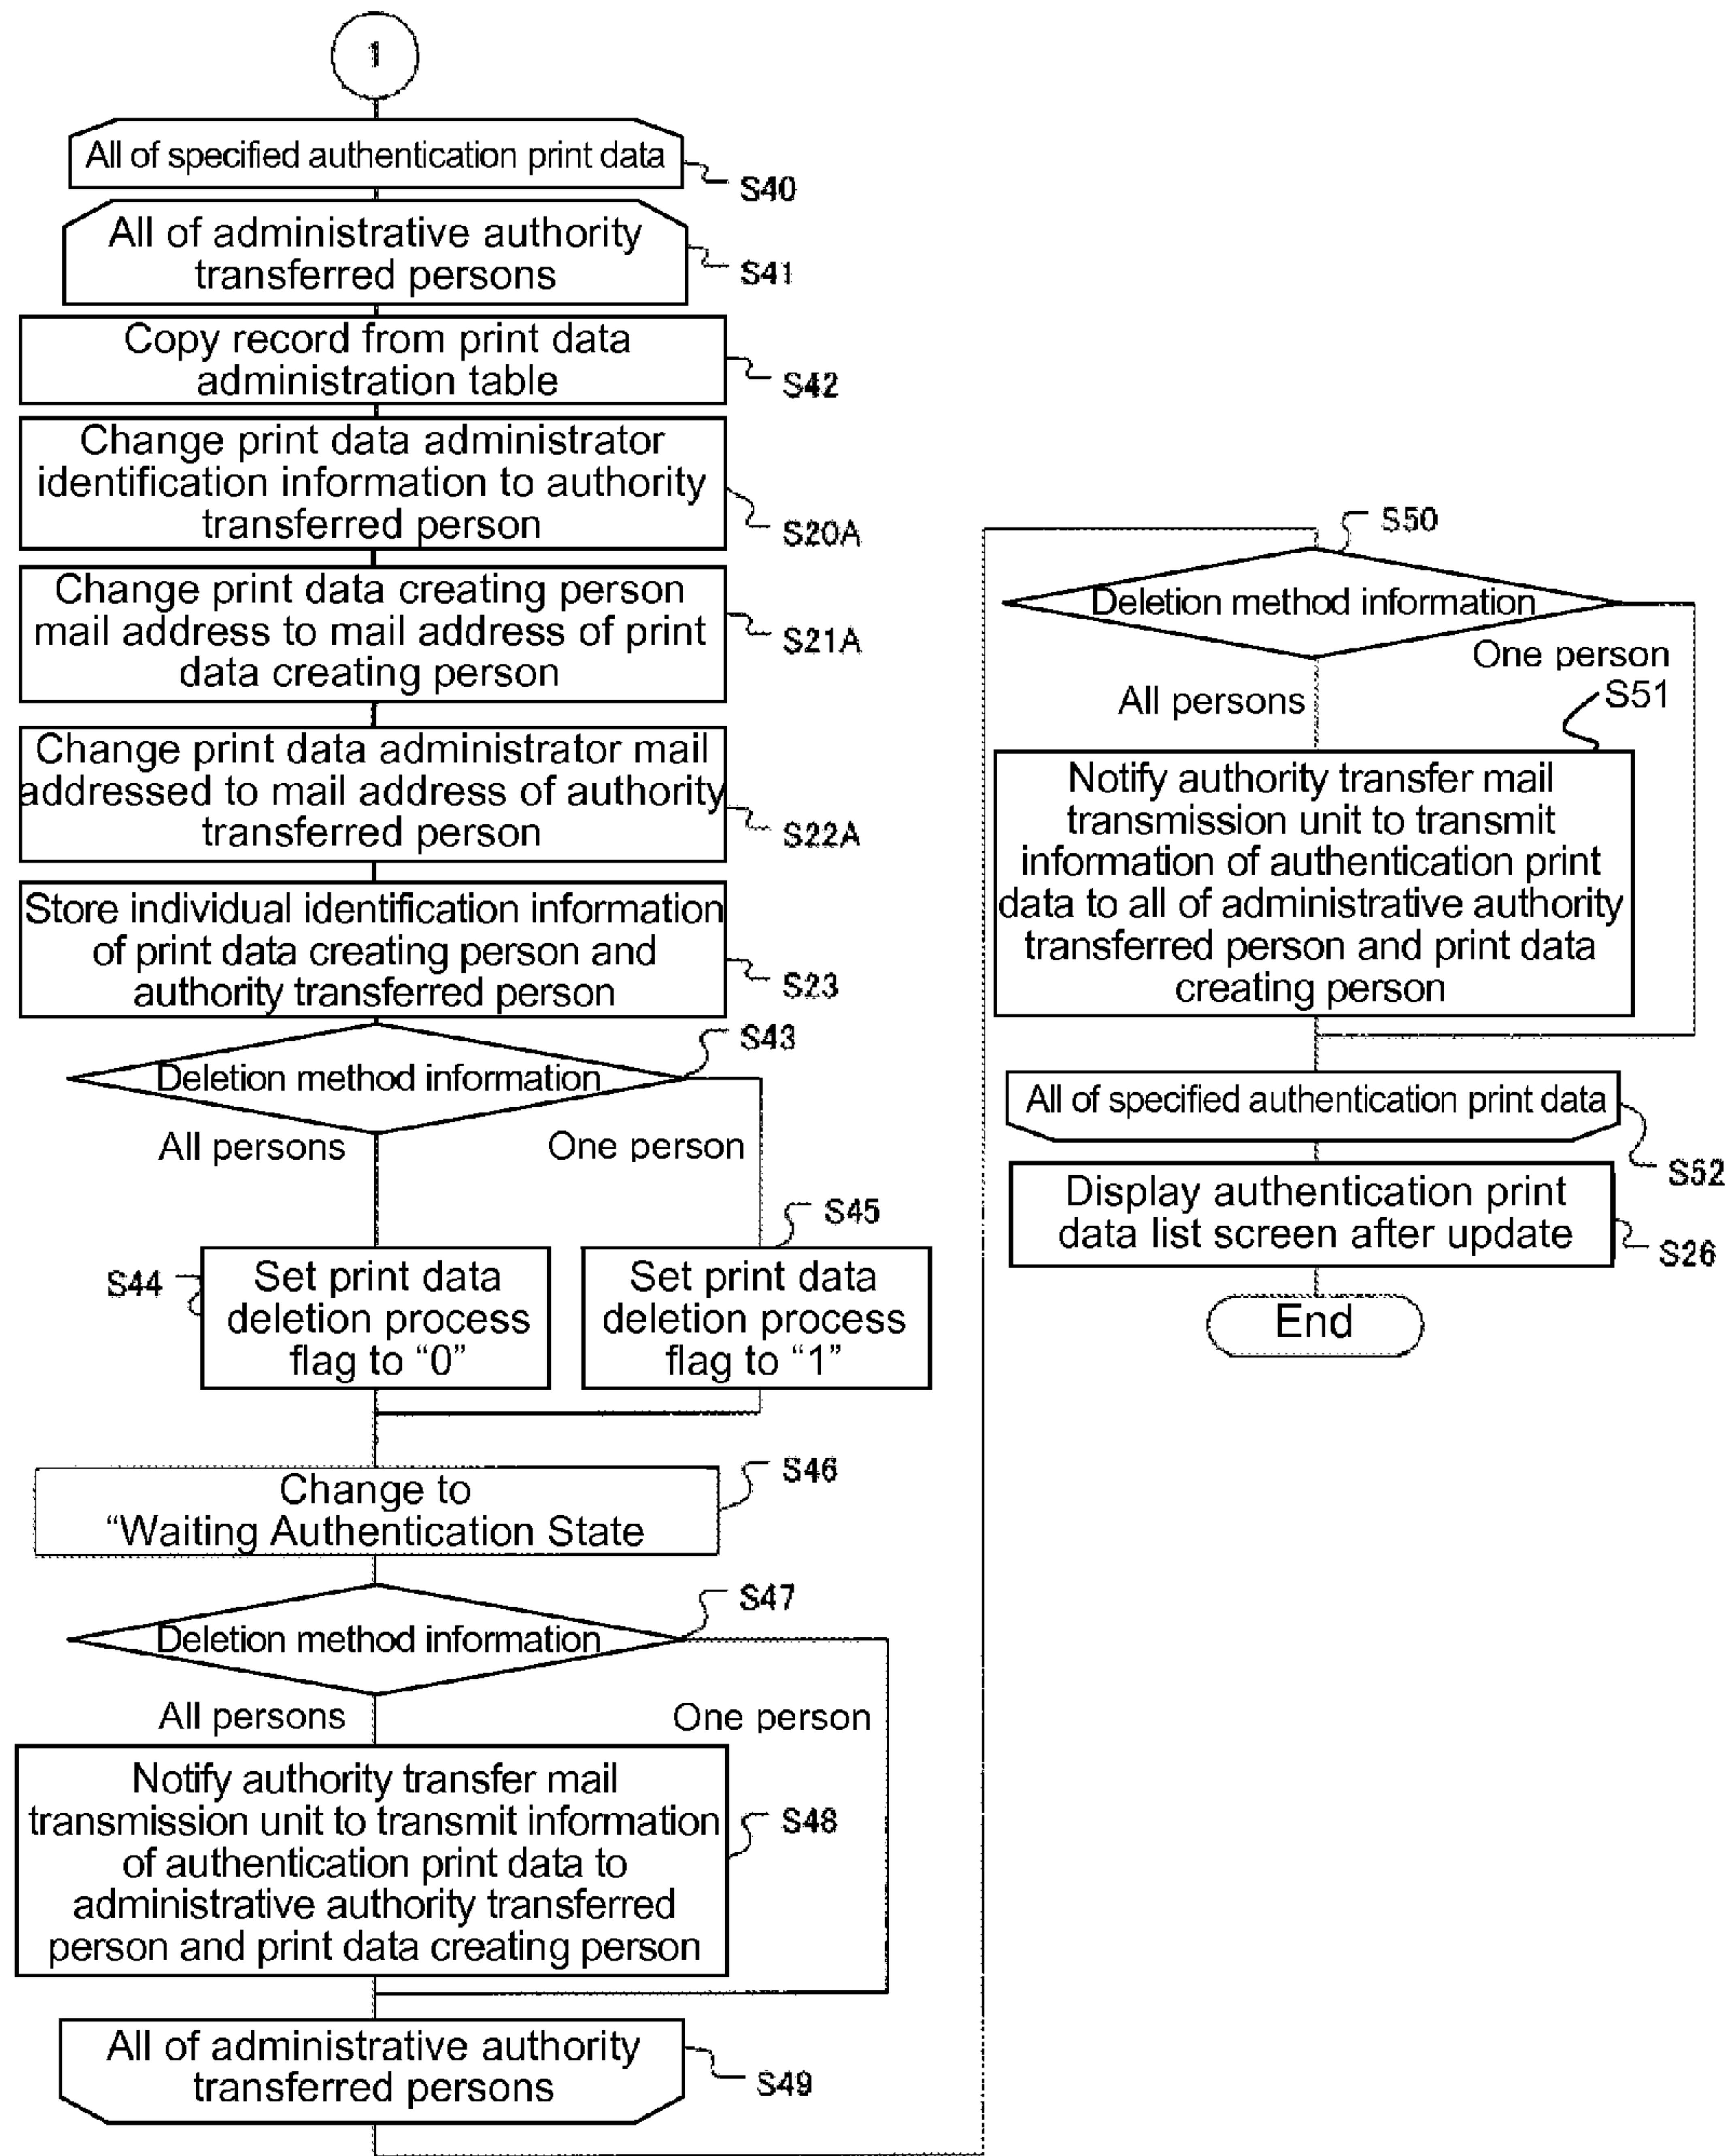 1
All of specified authentication print data
S40
All of administrative authority
transferred persons
S41
Copy record from print data
administration table
S42
Change print data administrator
identification information to authority
transferred person
S20A
Change print data creating person
mail address to mail address of print
data creating person
S21A
Change print data administrator mail
addressed to mail address of authority
transferred person
S22A
Store individual identification information
of print data creating person and
authority transferred person
S23
S43
Deletion method information
All persons
One person
S45
S44
Set print data
deletion process
flag to “0”
Set print data
deletion process
flag to “1”
S46
Change to
“Waiting Authentication State
S47
Deletion method information
All persons
One person
Notify authority transfer mail
transmission unit to transmit information
of authentication print data to
administrative authority transferred
person and print data creating person
S48
All of administrative authority
transferred persons
S49
S50
Deletion method information
One person
All persons
S51
Notify authority transfer mail
transmission unit to transmit
information of authentication print
data to all of administrative authority
transferred person and print data
creating person
All of specified authentication print data
S52
Display authentication print
data list screen after update
S26
End